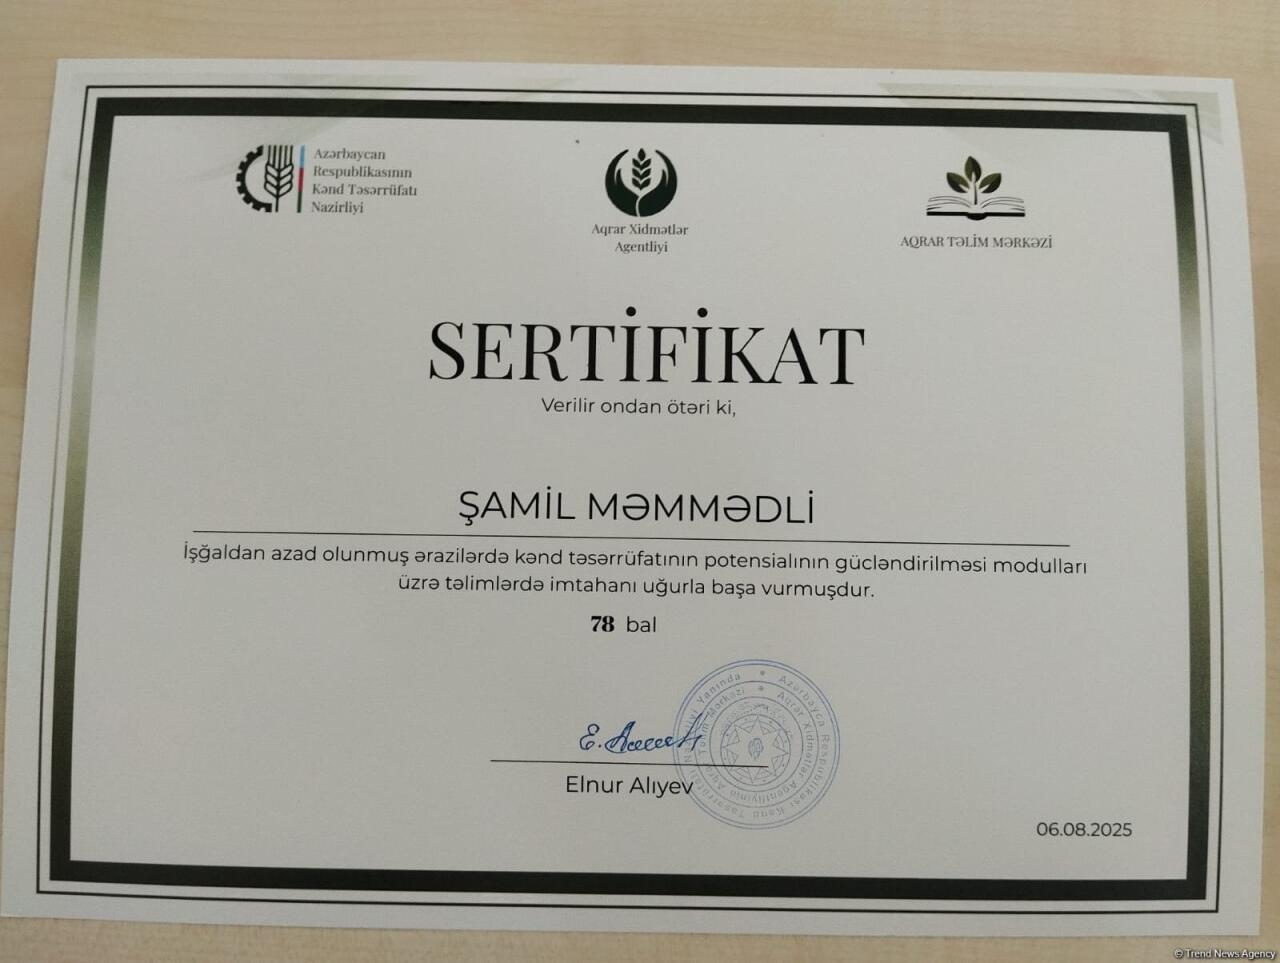 Azərbaycan
Respublikasının
Kənd Təsərrüfatı
Nazirliyi
Aqrar Xidmətlər
Agentliyi
AQRAR TƏLİM MƏRKƏZİ
SERTİFİKAT
Verilir ondan ötəri ki,
ŞAMİL MƏMMƏDLİ
İşğaldan azad olunmuş ərazilərdə kənd təsərrüfatının potensialının gücləndirilməsi modulları
üzrə təlimlərdə imtahanı uğurla başa vurmuşdur.
78 bal
Elnur Alıyev
06.08.2025
© Trend News Agency